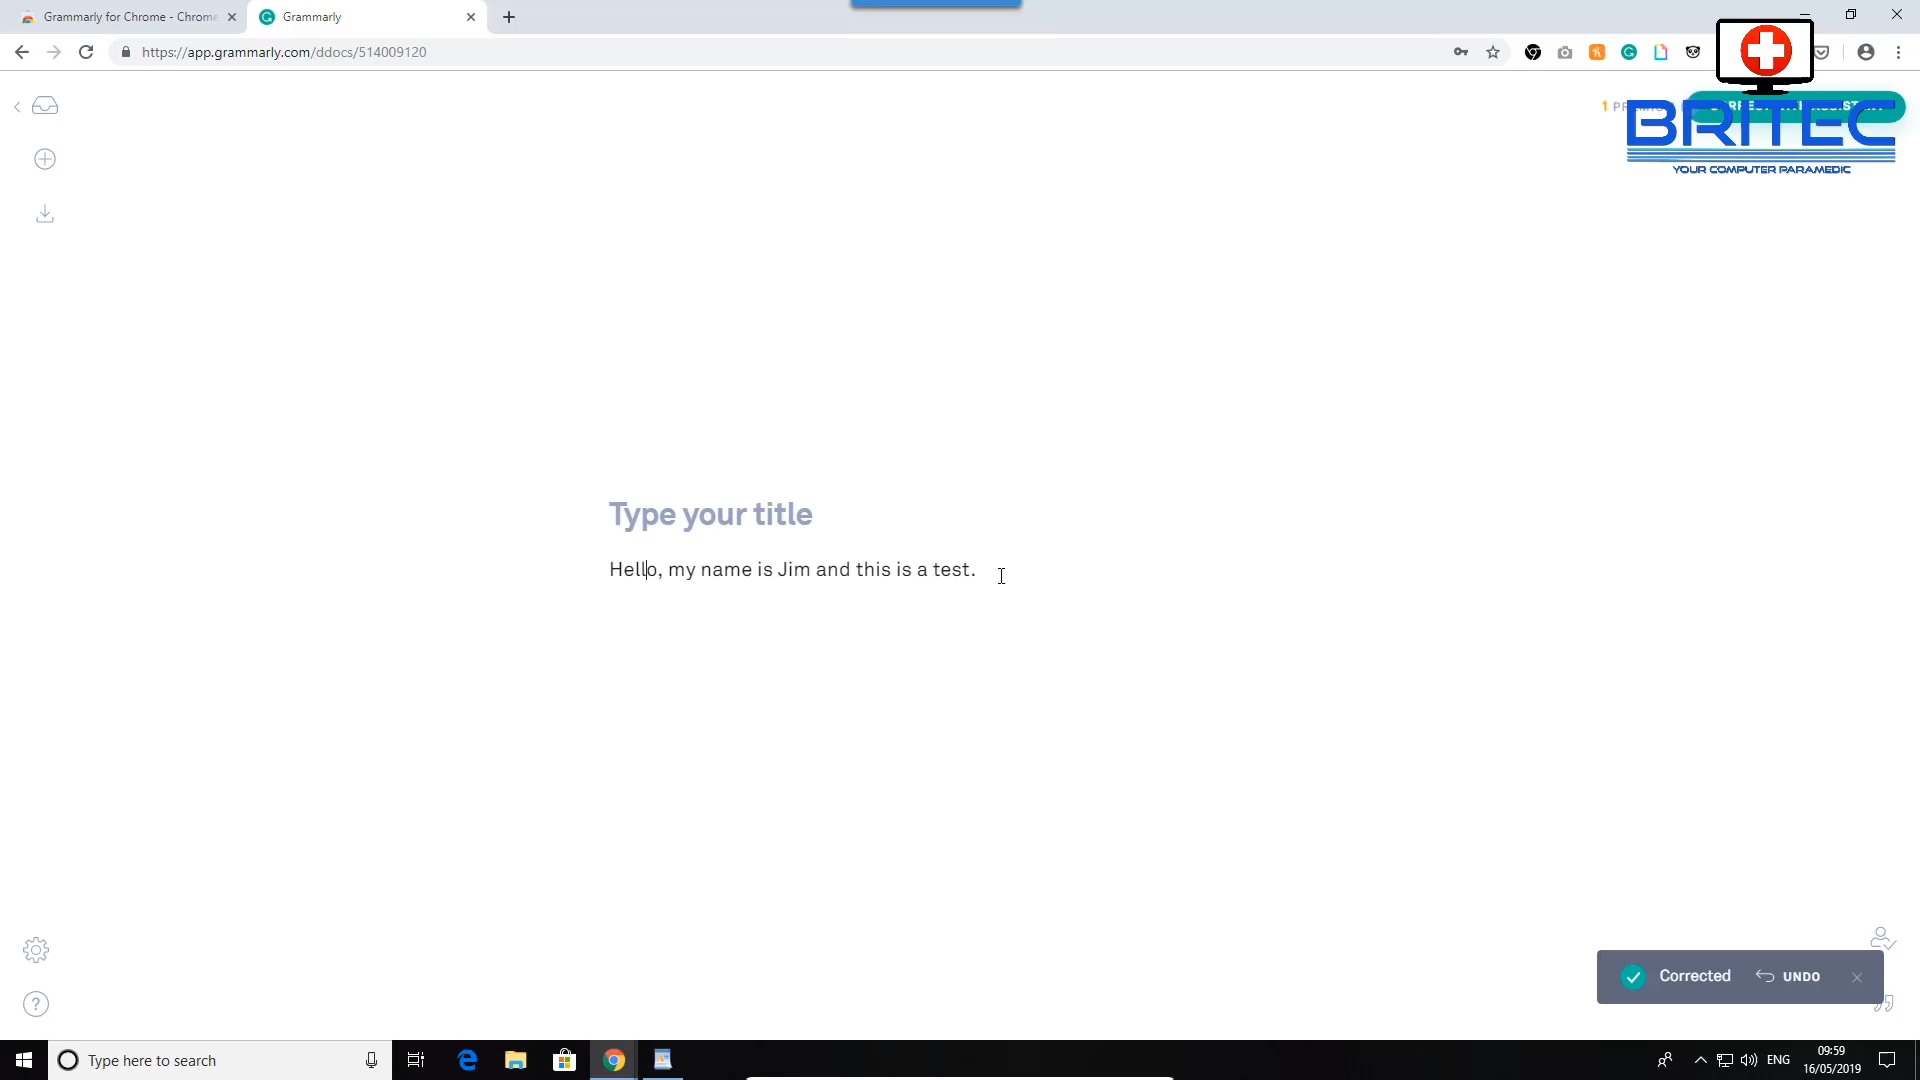 Grammarly for Chrome - Chrome
Grammarly
https://app.grammarly.com/ddocs/514009120
1
BRITEC
YOUR COMPUTER PARAMEDIC
Type your title
Hello, my name is Jim and this is a test.
Corrected UNDO
Type here to search
ENG
09:59
16/05/2019